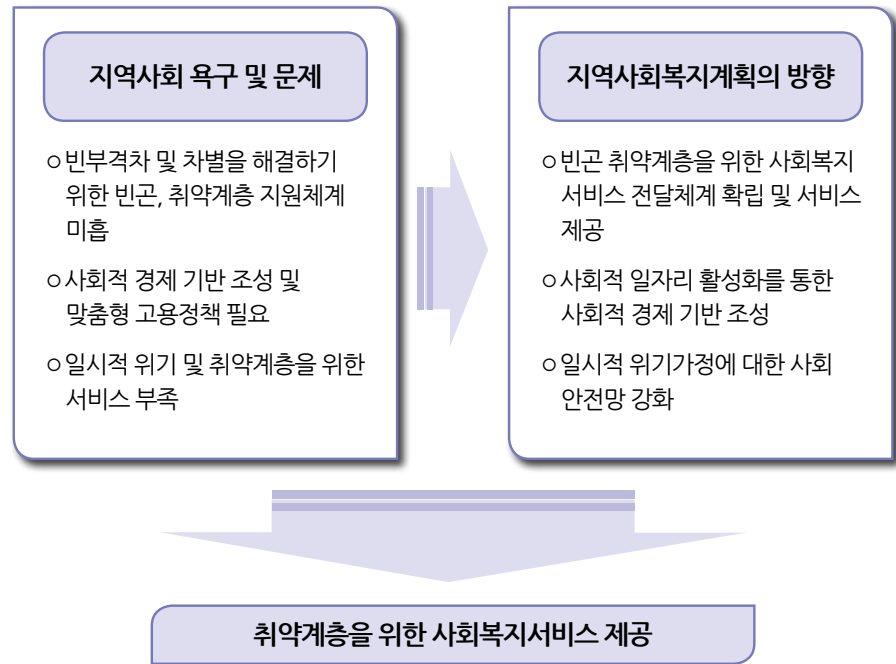 지역사회 욕구 및 문제
ㅇ빈부격차 및 차별을 해결하기
위한 빈곤, 취약계층 지원체계
미흡
ㅇ사회적 경제 기반 조성 및
맞춤형 고용정책 필요
ㅇ일시적 위기 및 취약계층을 위한
서비스 부족
지역사회복지계획의 방향
ㅇ빈곤 취약계층을 위한 사회복지
서비스 전달체계 확립 및 서비스
제공
ㅇ사회적 일자리 활성화를 통한
사회적 경제 기반 조성
ㅇ일시적 위기가정에 대한 사회
안전망 강화
취약계층을 위한 사회복지서비스 제공